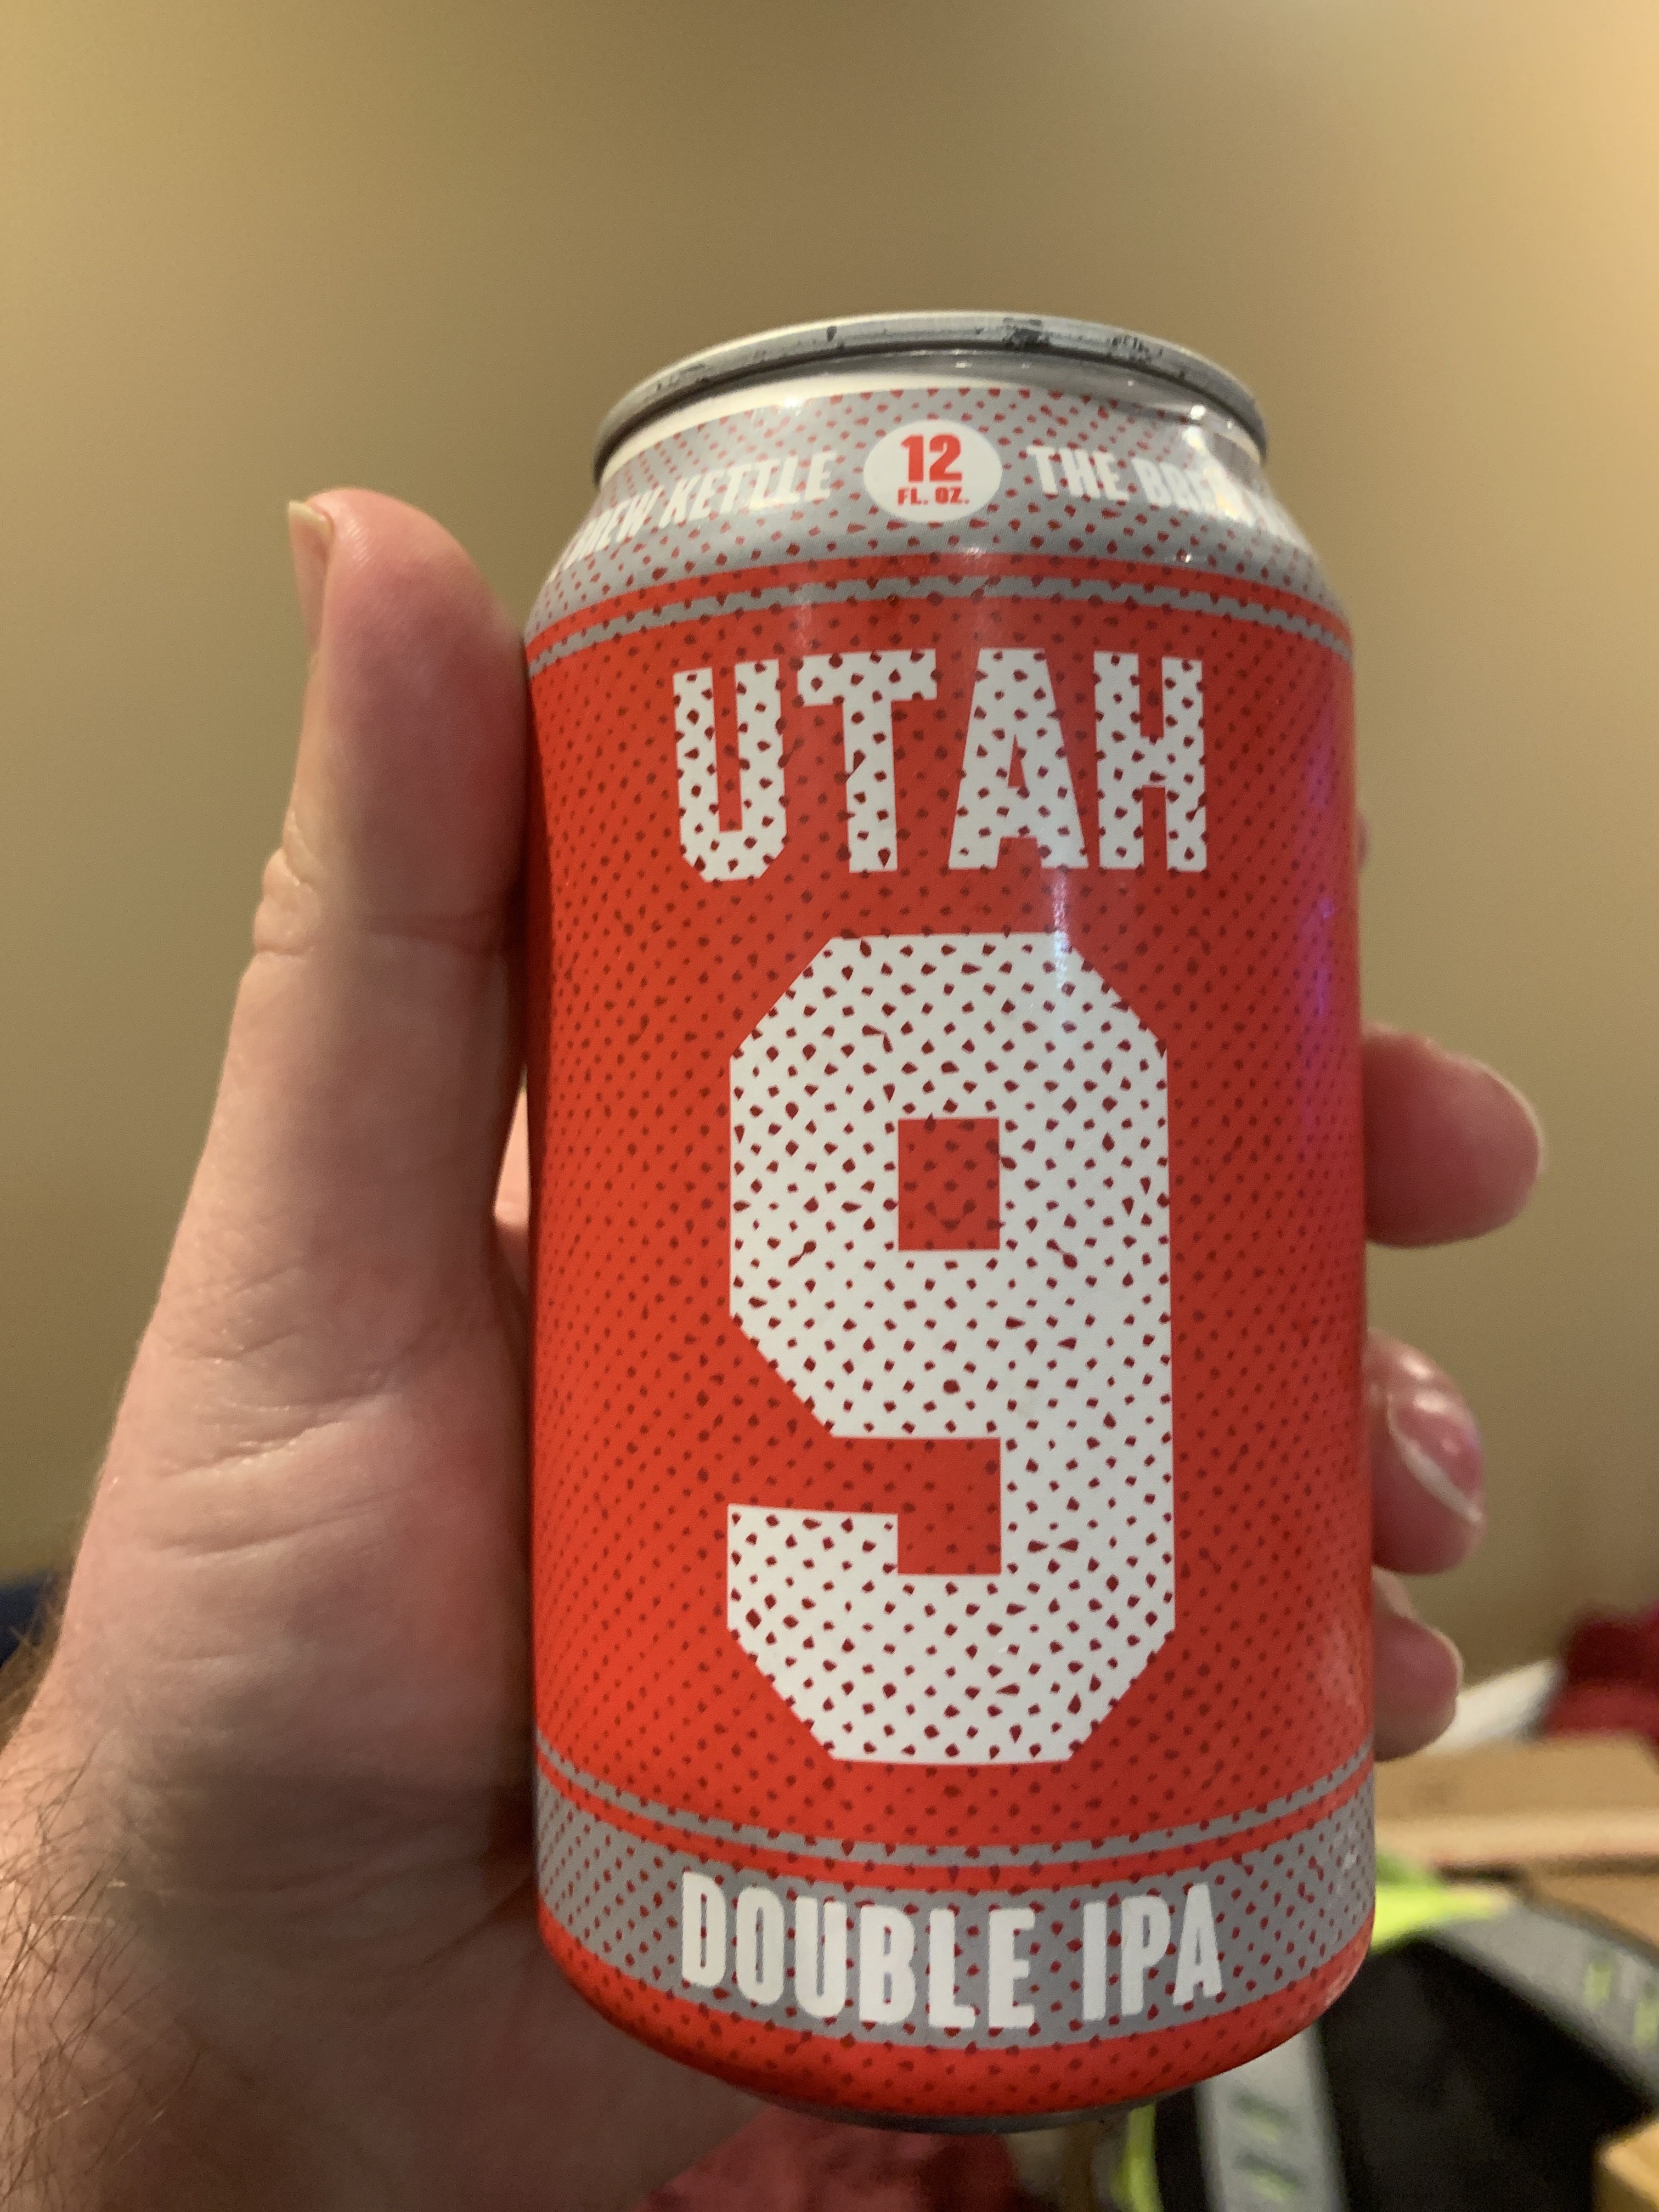 BREW KETTLE
12
FL. OZ.
THE
UTAH
9
DOUBLE IPA